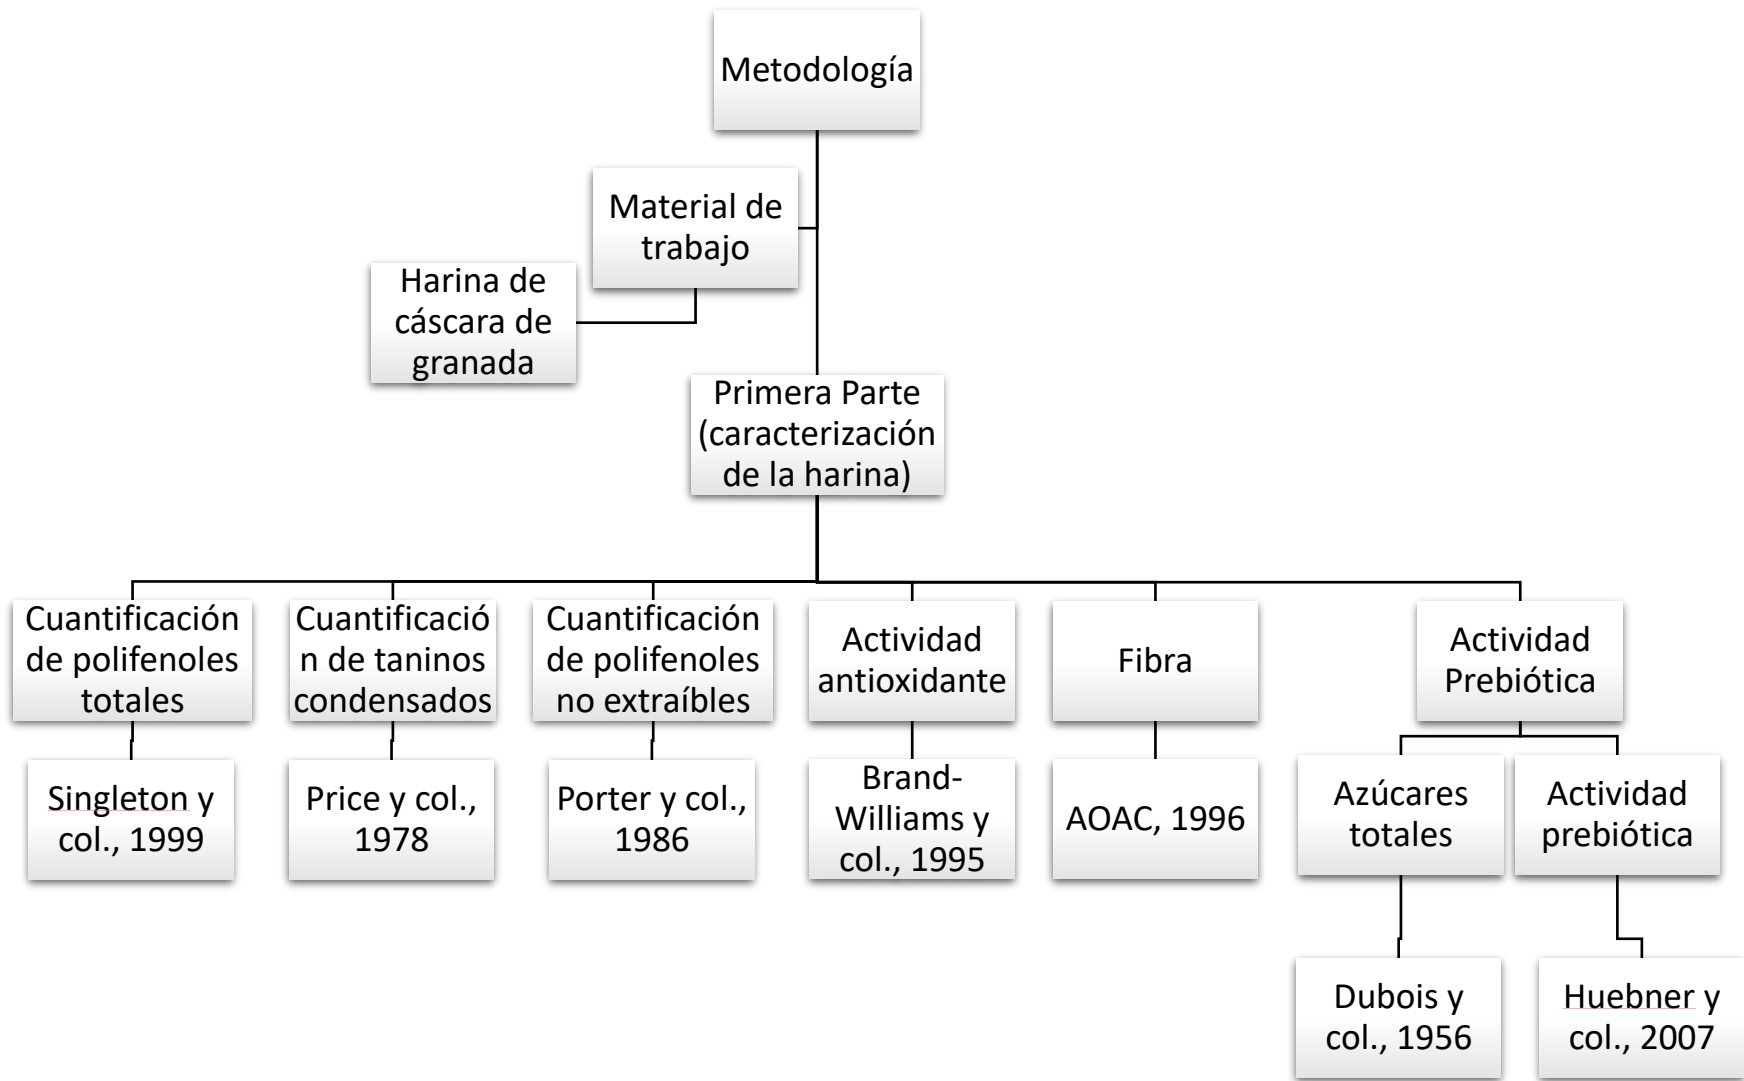 Metodología
Material de
trabajo
Harina de
cáscara de
granada
Primera Parte
(caracterización
de la harina)
Cuantificación
de polifenoles
totales
Cuantificació
n de taninos
condensados
Cuantificación
de polifenoles
no extraíbles
Actividad
antioxidante
Fibra
Actividad
Prebiótica
Singleton y
col., 1999
Price y col.,
1978
Porter y col.,
1986
Brand-
Williams y
col., 1995
AOAC, 1996
Azúcares
totales
Actividad
prebiótica
Dubois y
col., 1956
Huebner y
col., 2007